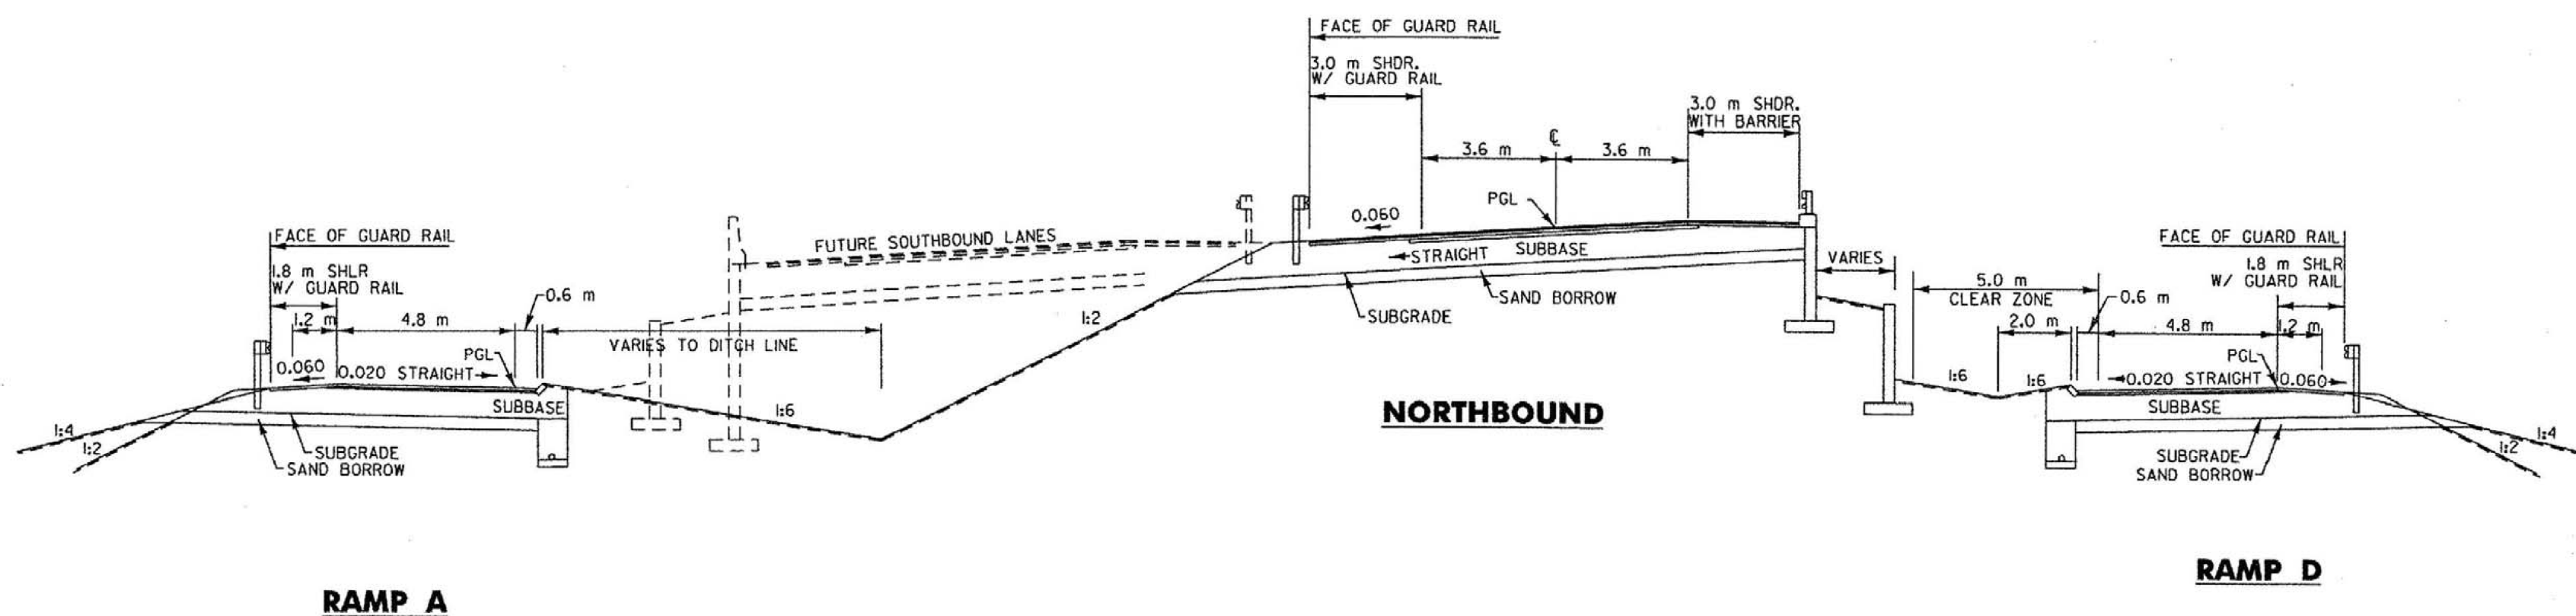 FACE OF GUARD RAIL
1.8 m SHLR
W/ GUARD RAIL
0.6 m
1.2 m
4.8 m
VARIES TO DITCH LINE
PGL
0.060
0.020 STRAIGHT
SUBBASE
1:4
1:2
SUBGRADE
SAND BORROW
1:6
RAMP A
FUTURE SOUTHBOUND LANES
FACE OF GUARD RAIL
3.0 m SHDR.
W/ GUARD RAIL
3.0 m SHDR.
WITH BARRIER
℄
3.6 m
3.6 m
PGL
0.060
STRAIGHT
SUBBASE
SAND BORROW
SUBGRADE
1:2
NORTHBOUND
VARIES
FACE OF GUARD RAIL
1.8 m SHLR
W/ GUARD RAIL
5.0 m
CLEAR ZONE
0.6 m
2.0 m
4.8 m
1.2 m
PGL
1:6
1:6
0.020 STRAIGHT
0.060
SUBBASE
SUBGRADE
SAND BORROW
1:4
1:2
RAMP D